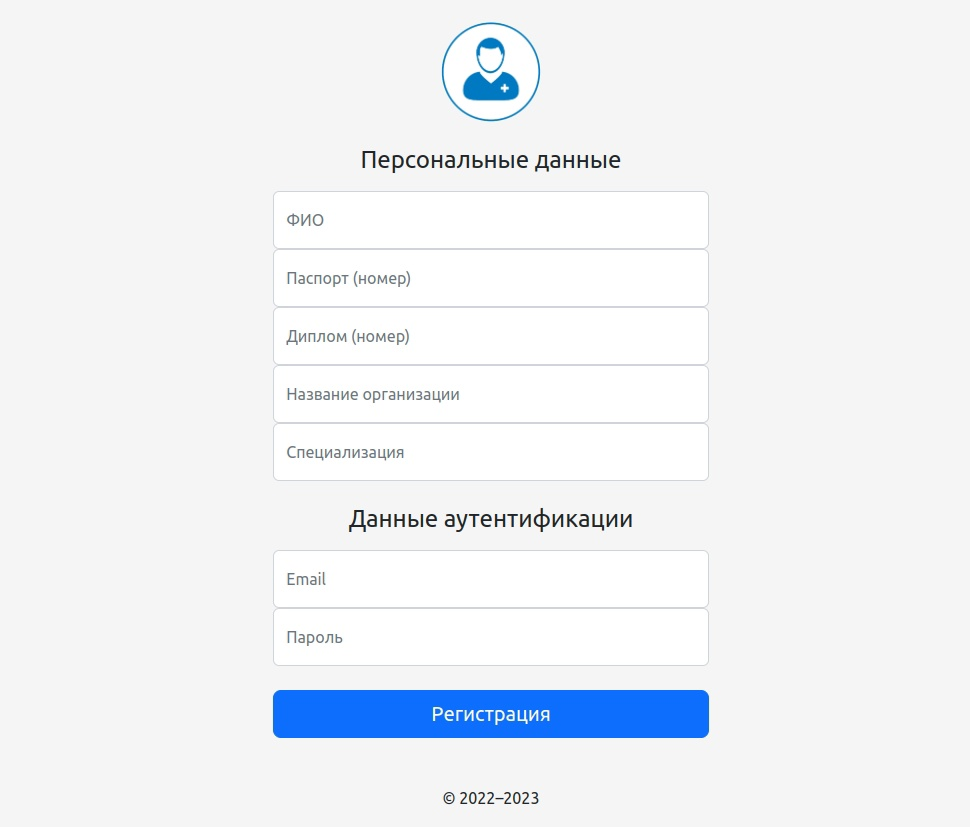 Персональные данные
ФИО
Паспорт (номер)
Диплом (номер)
Название организации
Специализация
Данные аутентификации
Email
Пароль
Регистрация
© 2022–2023